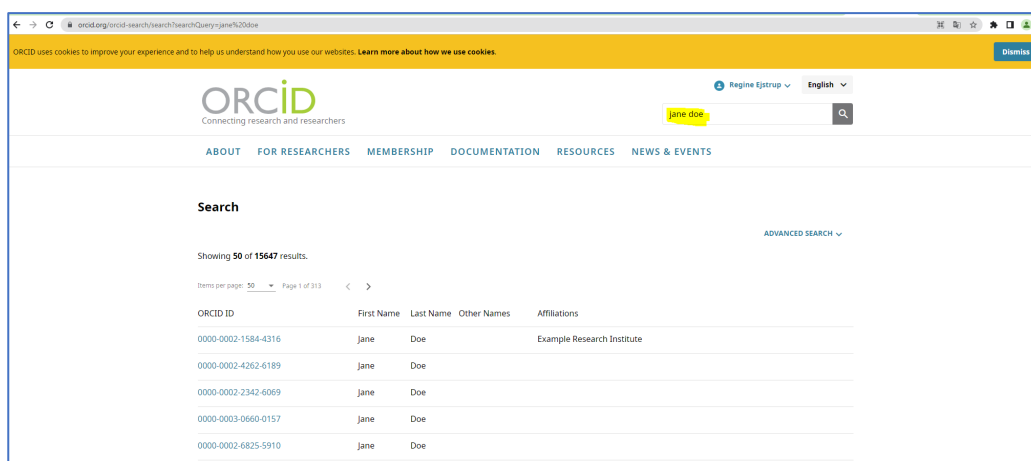 orcid.org/orcid-search/search?searchQuery=jane%20doe
ORCID uses cookies to improve your experience and to help us understand how you use our websites. Learn more about how we use cookies.
Dismiss
ORCID
Connecting research and researchers
Regine Ejstrup
English
jane doe
ABOUT FOR RESEARCHERS MEMBERSHIP DOCUMENTATION RESOURCES NEWS & EVENTS
Search
ADVANCED SEARCH
Showing 50 of 15647 results.
Items per page: 50 Page 1 of 313
ORCID ID First Name Last Name Other Names Affiliations
0000-0002-1584-4316 Jane Doe Example Research Institute
0000-0002-4262-6189 Jane Doe
0000-0002-2342-6069 Jane Doe
0000-0003-0660-0157 Jane Doe
0000-0002-6825-5910 Jane Doe